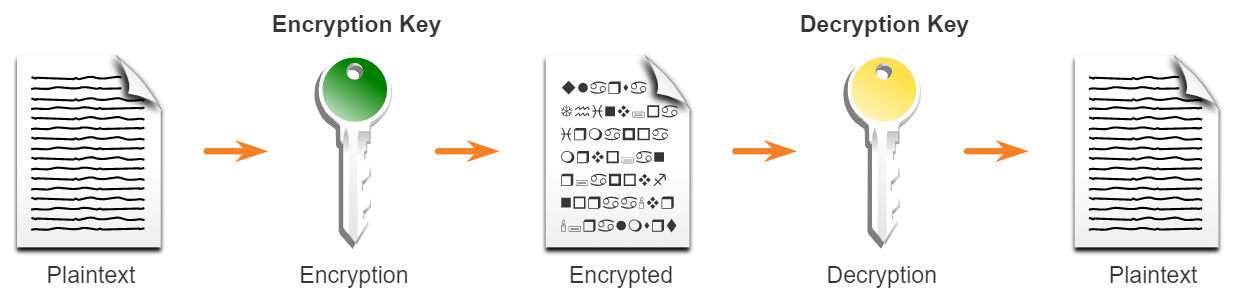 Encryption Key
Decryption Key
Plaintext
Encryption
Encrypted
Decryption
Plaintext